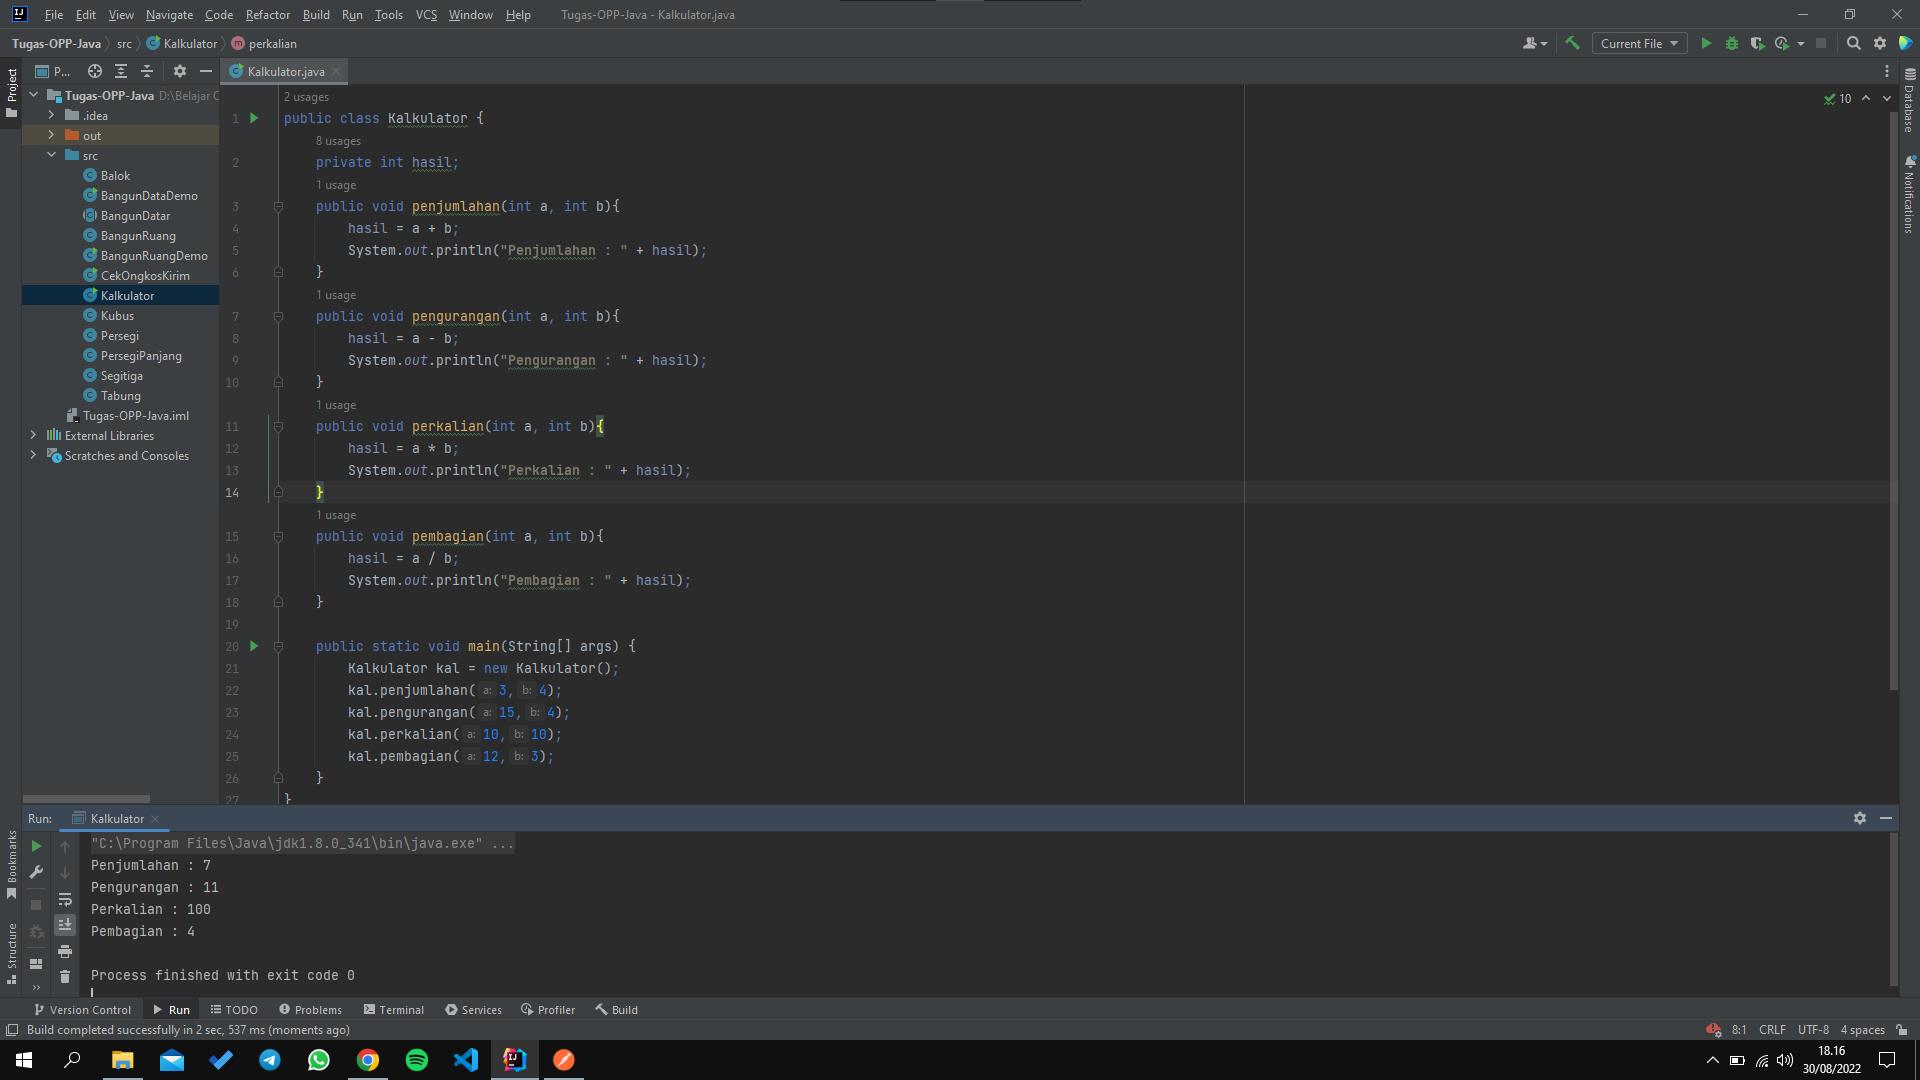 File Edit View Navigate Code Refactor Build Run Tools VCS Window Help Tugas-OPP-Java - Kalkulator.java
Tugas-OPP-Java src Kalkulator m perkalian Current File
Project P... Kalkulator.java
Tugas-OPP-Java D:\Belajar C
.idea
out
src
Balok
BangunDataDemo
BangunDatar
BangunRuang
BangunRuangDemo
CekOngkosKirim
Kalkulator
Kubus
Persegi
PersegiPanjang
Segitiga
Tabung
Tugas-OPP-Java.iml
External Libraries
Scratches and Consoles
2 usages
1 public class Kalkulator {
8 usages
2 private int hasil;
1 usage
3 public void penjumlahan(int a, int b){
4 hasil = a + b;
5 System.out.println("Penjumlahan : " + hasil);
6 }
1 usage
7 public void pengurangan(int a, int b){
8 hasil = a - b;
9 System.out.println("Pengurangan : " + hasil);
10 }
1 usage
11 public void perkalian(int a, int b){
12 hasil = a * b;
13 System.out.println("Perkalian : " + hasil);
14 }
1 usage
15 public void pembagian(int a, int b){
16 hasil = a / b;
17 System.out.println("Pembagian : " + hasil);
18 }
19
20 public static void main(String[] args) {
21 Kalkulator kal = new Kalkulator();
22 kal.penjumlahan( a: 3, b: 4);
23 kal.pengurangan( a: 15, b: 4);
24 kal.perkalian( a: 10, b: 10);
25 kal.pembagian( a: 12, b: 3);
26 }
27 }
10
Database
Notifications
Run: Kalkulator
"C:\Program Files\Java\jdk1.8.0_341\bin\java.exe" ...
Penjumlahan : 7
Pengurangan : 11
Perkalian : 100
Pembagian : 4
Process finished with exit code 0
Bookmarks
Structure
Version Control Run TODO Problems Terminal Services Profiler Build
Build completed successfully in 2 sec, 537 ms (moments ago) 8:1 CRLF UTF-8 4 spaces
18.16
30/08/2022